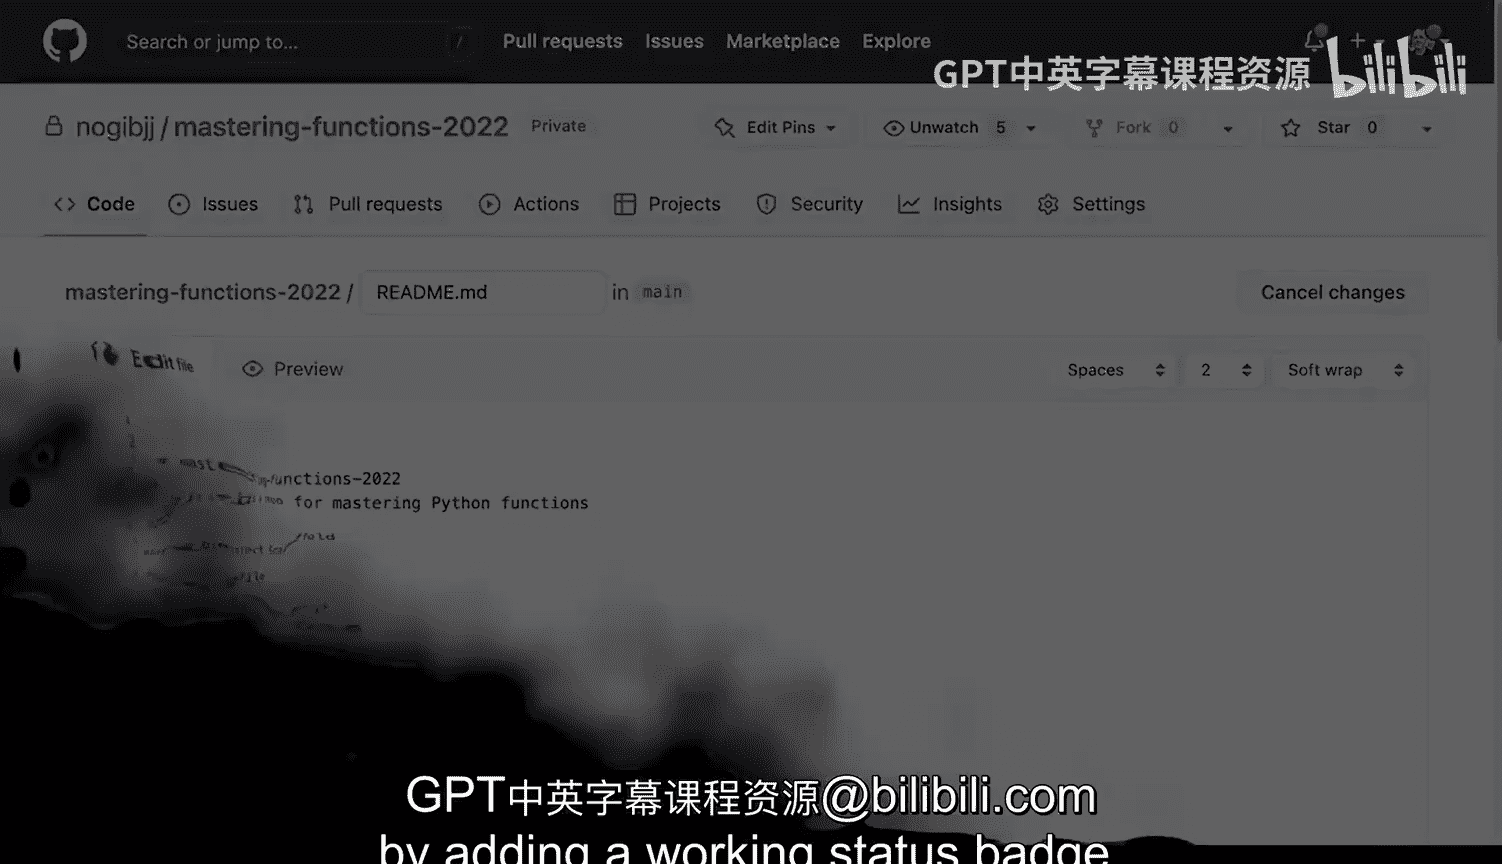 Search or jump to... / Pull requests Issues Marketplace Explore
GPT中英字幕课程资源 bilibili
nogibjj / mastering-functions-2022 Private Edit Pins Unwatch 5 Fork 0 Star 0
Code Issues Pull requests Actions Projects Security Insights Settings
mastering-functions-2022 / README.md in main Cancel changes
Edit file Preview Spaces 2 Soft wrap
functions-2022
for mastering Python functions
GPT中英字幕课程资源@bilibili.com
by adding a working status badge